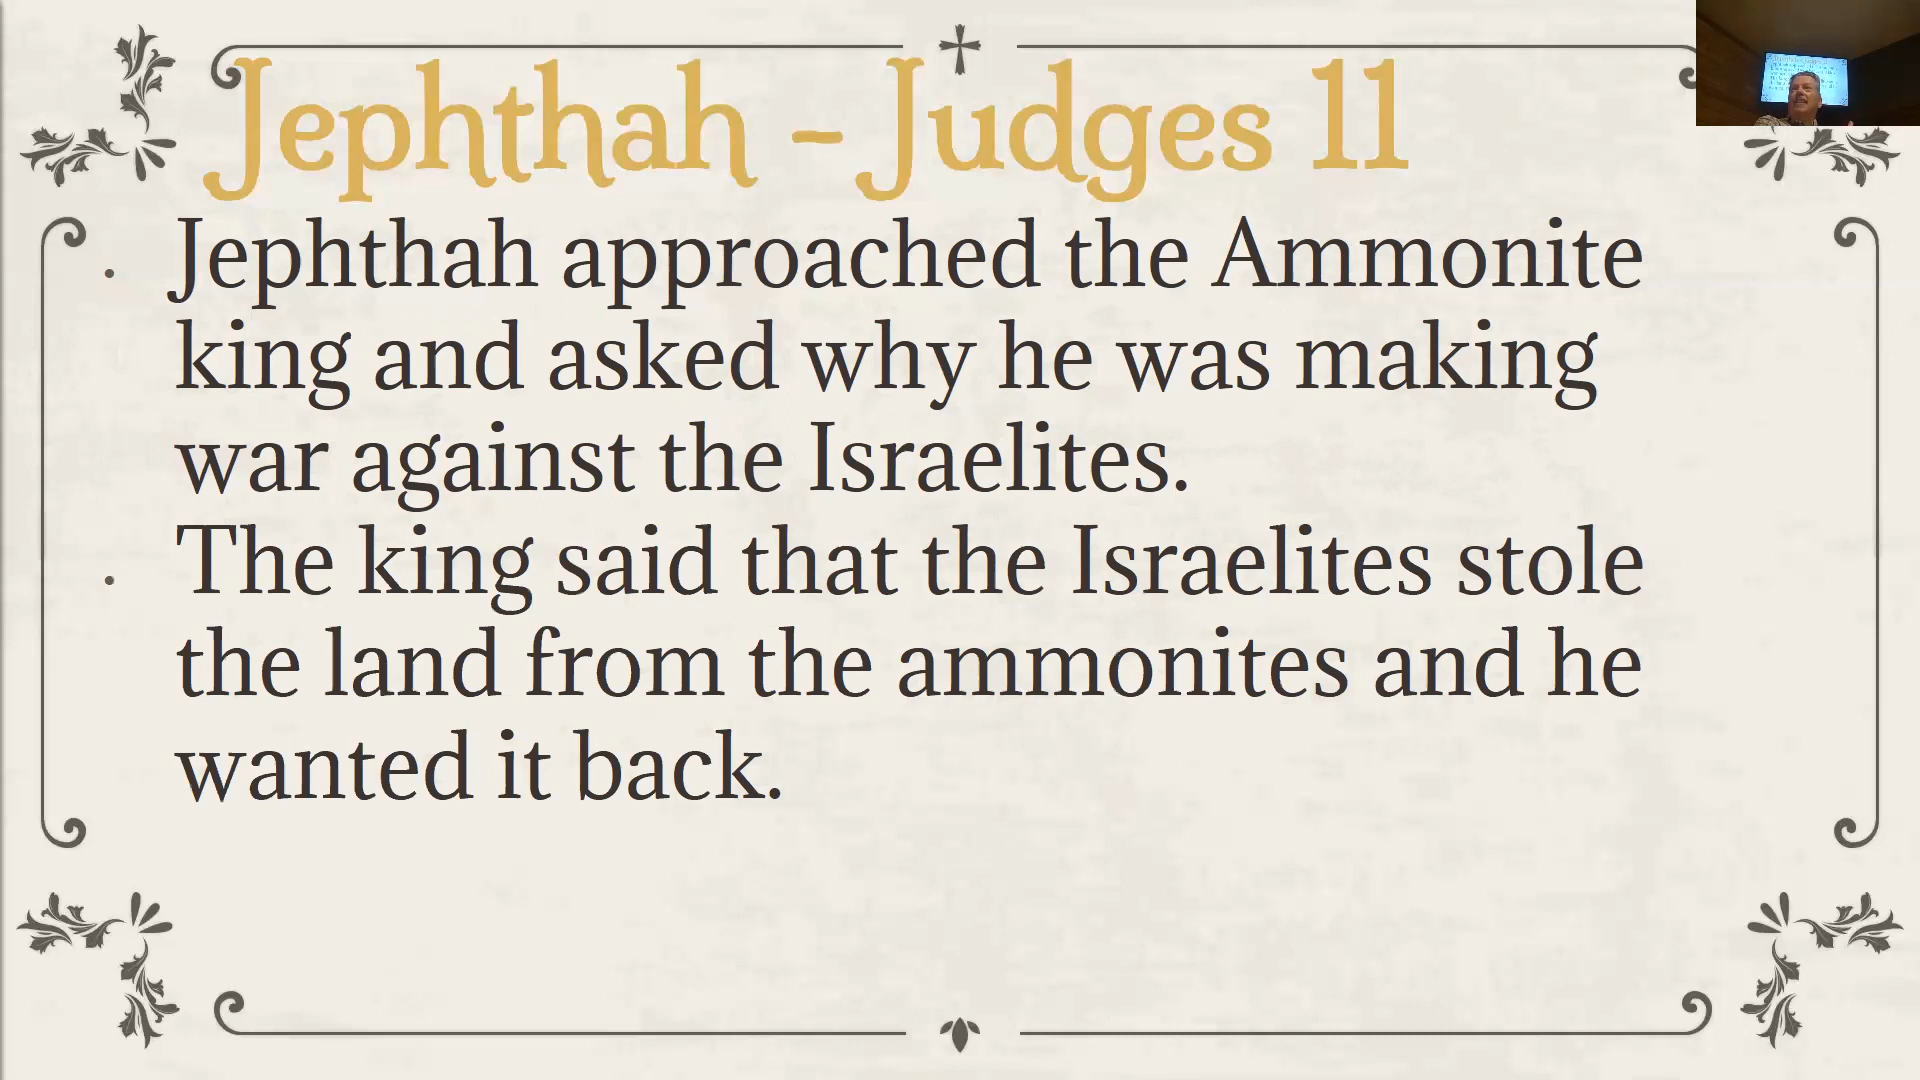 Jephthah - Judges 11
• Jephthah approached the Ammonite
king and asked why he was making
war against the Israelites.
• The king said that the Israelites stole
the land from the ammonites and he
wanted it back.